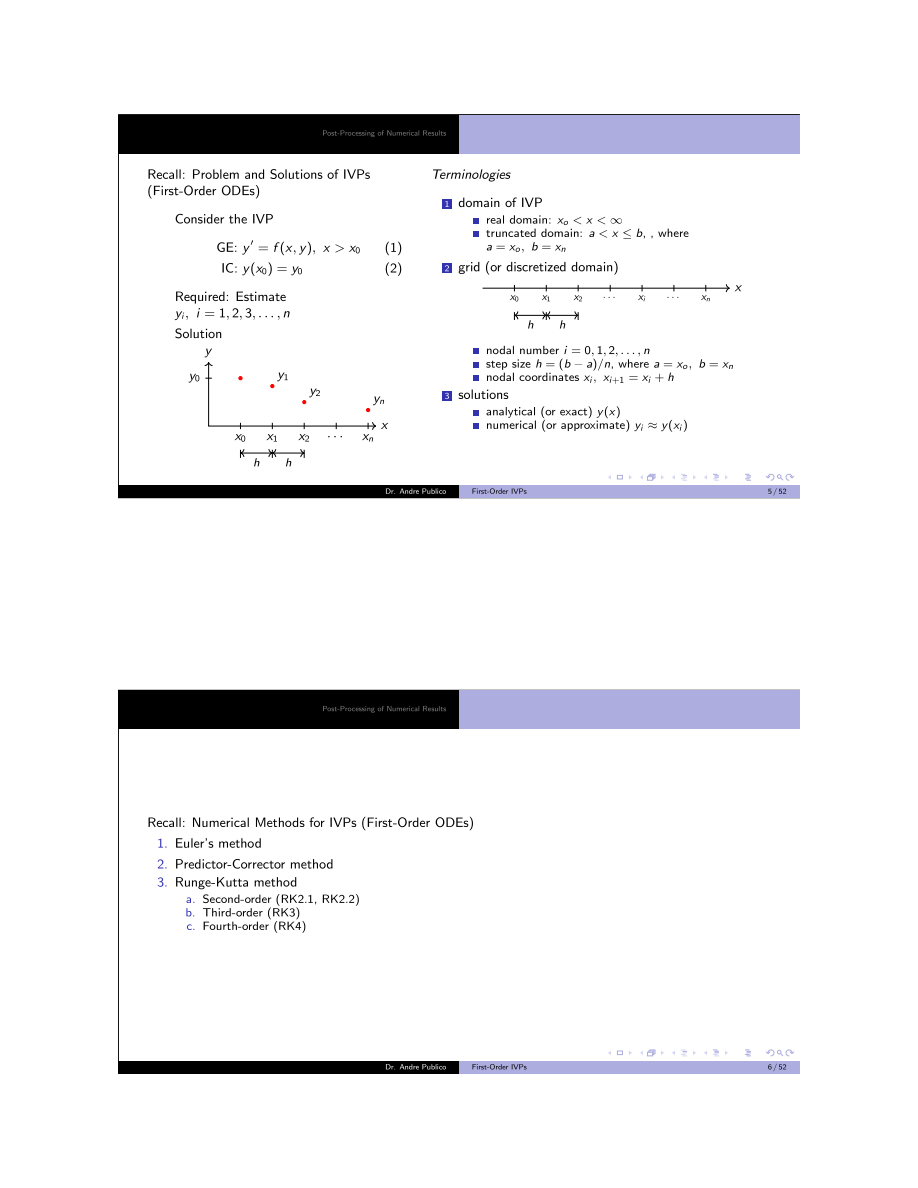 Post-Processing of Numerical Results
Recall: Problem and Solutions of IVPs
(First-Order ODEs)
Consider the IVP
GE: y′ = f(x, y), x > x₀ (1)
IC: y(x₀) = y₀ (2)
Required: Estimate
yᵢ, i = 1, 2, 3, . . . , n
Solution
y
y₀
y₁
y₂
yₙ
x
x₀ x₁ x₂ · · · xₙ
h h
Terminologies
1 domain of IVP
real domain: xₒ < x < ∞
truncated domain: a < x ≤ b, , where
a = xₒ, b = xₙ
2 grid (or discretized domain)
x
x₀ x₁ x₂ · · · xᵢ · · · xₙ
h h
nodal number i = 0, 1, 2, . . . , n
step size h = (b − a)/n, where a = xₒ, b = xₙ
nodal coordinates xᵢ, xᵢ₊₁ = xᵢ + h
3 solutions
analytical (or exact) y(x)
numerical (or approximate) yᵢ ≈ y(xᵢ)
Dr. Andre Publico First-Order IVPs 5 / 52
Post-Processing of Numerical Results
Recall: Numerical Methods for IVPs (First-Order ODEs)
1. Euler's method
2. Predictor-Corrector method
3. Runge-Kutta method
a. Second-order (RK2.1, RK2.2)
b. Third-order (RK3)
c. Fourth-order (RK4)
Dr. Andre Publico First-Order IVPs 6 / 52